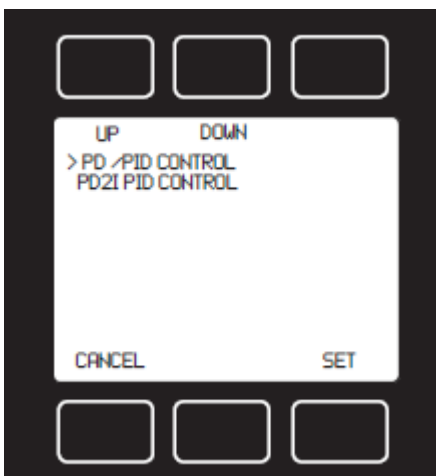 UP DOWN
>PD /PID CONTROL
PD2I PID CONTROL
CANCEL SET